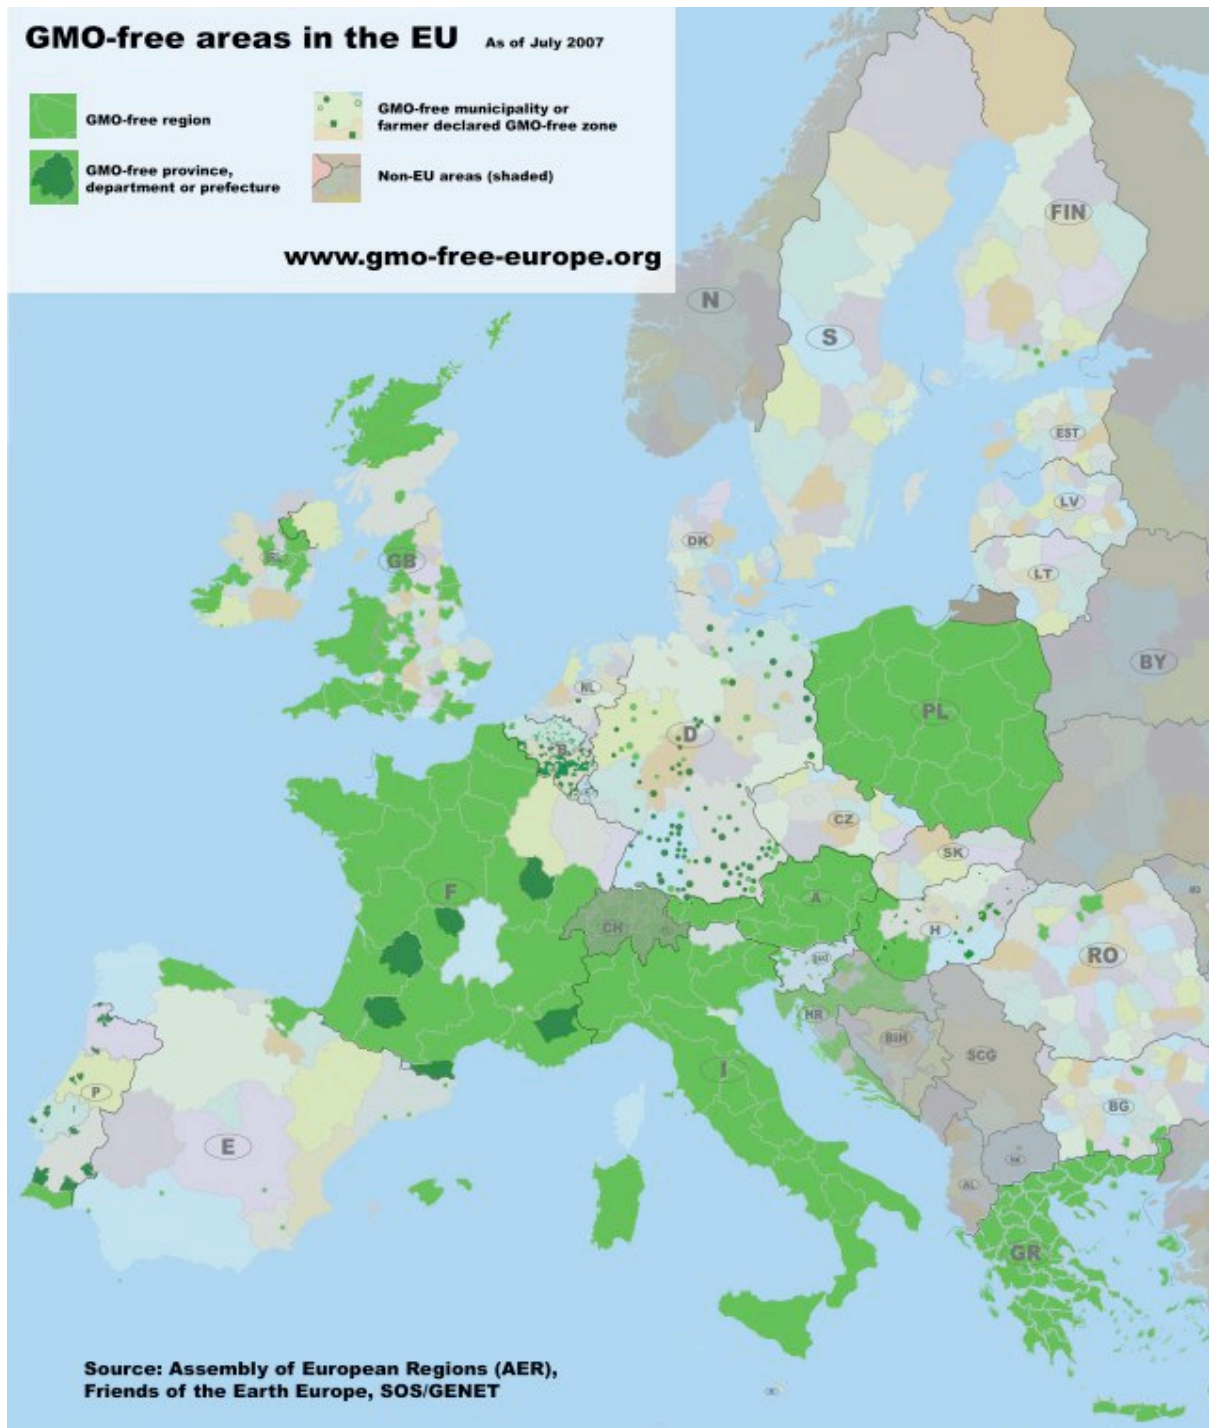 GMO-free areas in the EU As of July 2007
GMO-free region
GMO-free municipality or
farmer declared GMO-free zone
GMO-free province,
department or prefecture
Non-EU areas (shaded)
www.gmo-free-europe.org
FIN
N
S
EST
LV
DK
GB
LT
BY
NL
PL
D
B
CZ
SK
F
A
CH
H
RO
HR
BiH
SCG
I
P
BG
E
AL
GR
Source: Assembly of European Regions (AER),
Friends of the Earth Europe, SOS/GENET